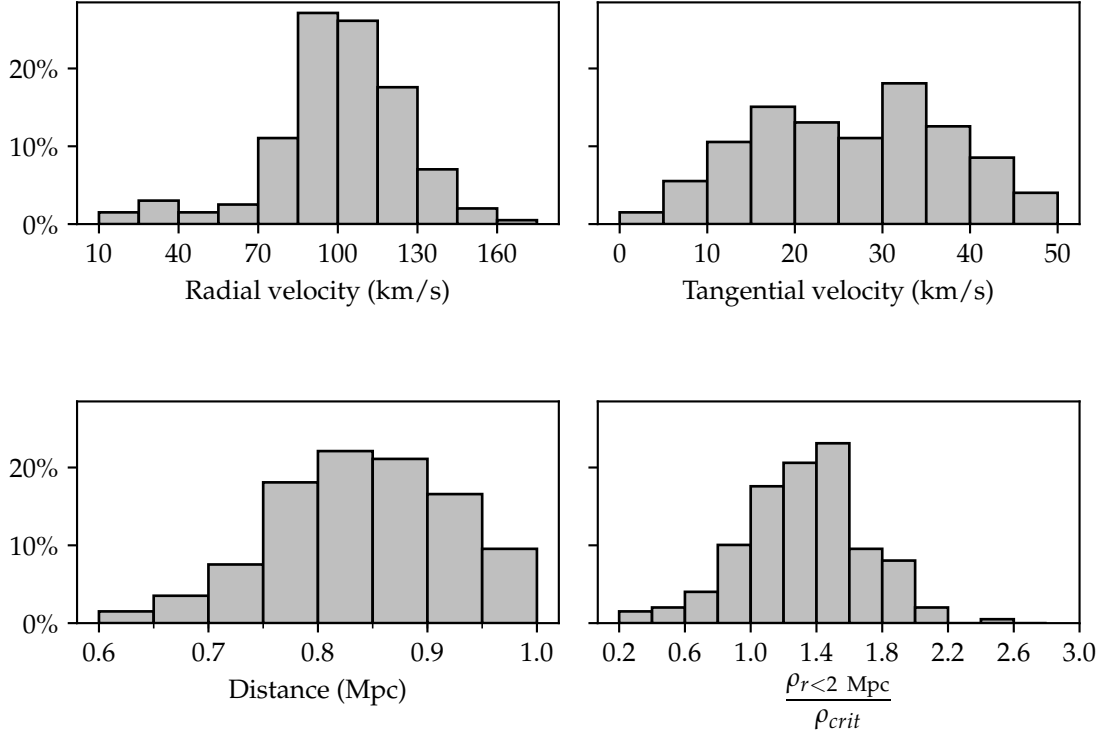 20%
10%
0%
10 40 70 100 130 160
Radial velocity (km/s)
0 10 20 30 40 50
Tangential velocity (km/s)
20%
10%
0%
0.6 0.7 0.8 0.9 1.0
Distance (Mpc)
0.2 0.6 1.0 1.4 1.8 2.2 2.6 3.0
ρr<2 Mpc
ρcrit